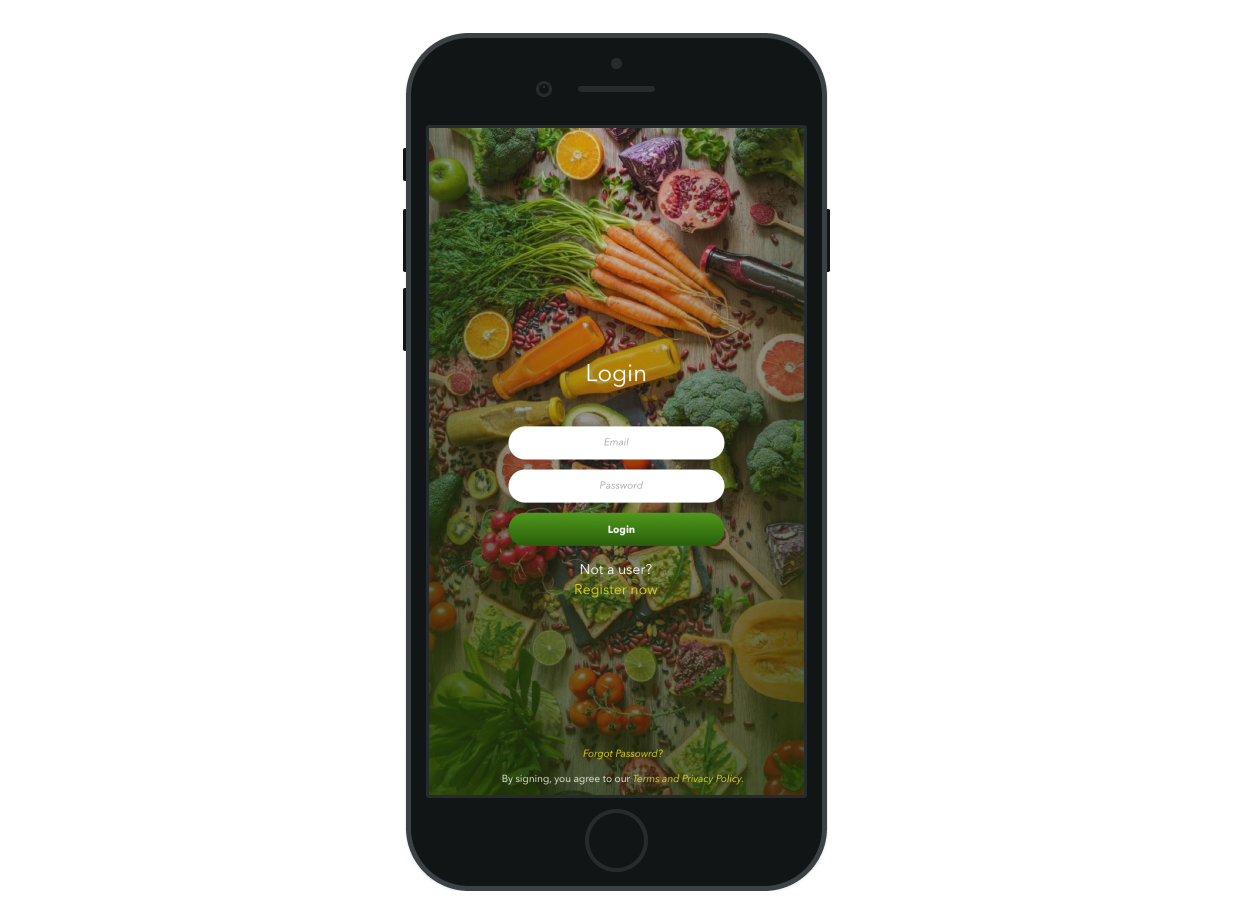 Login
Email
Password
Login
Not a user?
Register now
Forgot Passowrd?
By signing, you agree to our Terms and Privacy Policy.